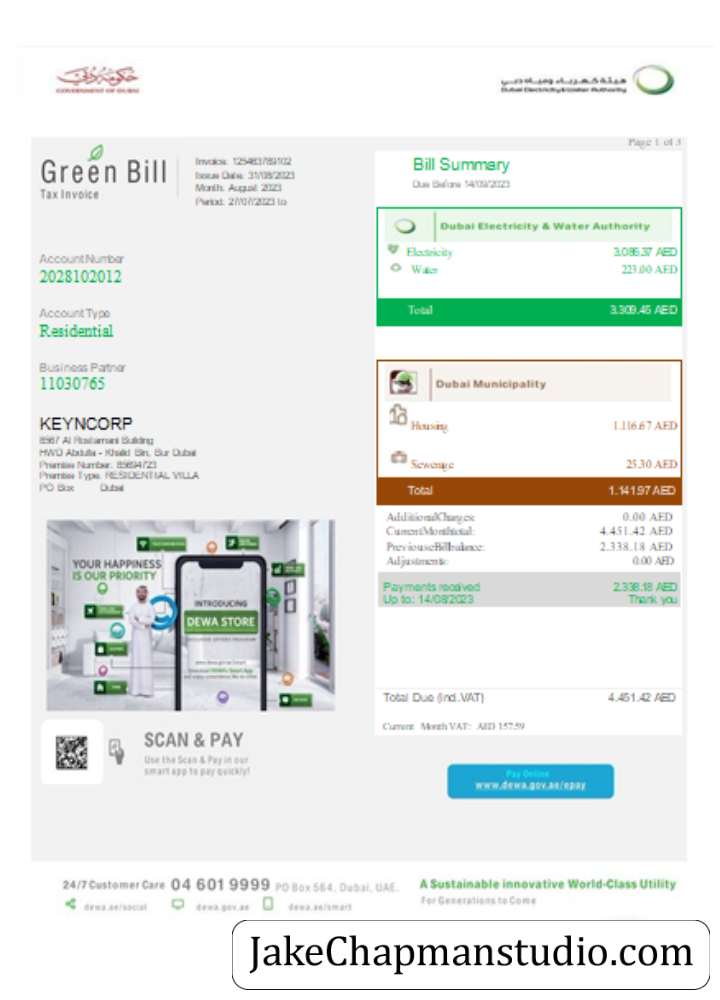 حكومة دبي
GOVERNMENT OF DUBAI
هيئة كهرباء ومياه دبي
Dubai Electricity & Water Authority
Page 1 of 3
Green Bill
Tax Invoice
Invoice: 125463789102
Issue Date: 31/08/2023
Month: August 2023
Period: 27/07/2023 to
Bill Summary
Due Before 14/09/2023
Account Number
2028102012
Account Type
Residential
Business Partner
11030765
KEYNCORP
8567 Al Rostamani Building
HWO Abdulla - Khalid Bin, Bur Dubai
Premise Number: 85694723
Premise Type: RESIDENTIAL VILLA
PO Box Dubai
Dubai Electricity & Water Authority
Electricity 3.086,37 AED
Water 223.00 AED
Total 3.309.45 AED
Dubai Municipality
Housing 1.116.67 AED
Sewerage 25.30 AED
Total 1.141.97 AED
AdditionalCharges: 0.00 AED
CurrentMonthtotal: 4.451.42 AED
PreviouseBillbalance: 2.338.18 AED
Adjustments: 0.00 AED
Payments received 2.338.18 AED
Up to: 14/08/2023 Thank you
Total Due (ind..VAT) 4.451.42 AED
Current Month VAT: AED 157.59
YOUR HAPPINESS
IS OUR PRIORITY
INTRODUCING
DEWA STORE
SCAN & PAY
Use the Scan & Pay in our
smart app to pay quickly!
Pay Online
www.dewa.gov.ae/epay
24/7 Customer Care 04 601 9999 PO Box 564, Dubai, UAE.
dewa.ae/social dewa.gov.ae dewa.ae/smart
A Sustainable innovative World-Class Utility
For Generations to Come
JakeChapmanstudio.com